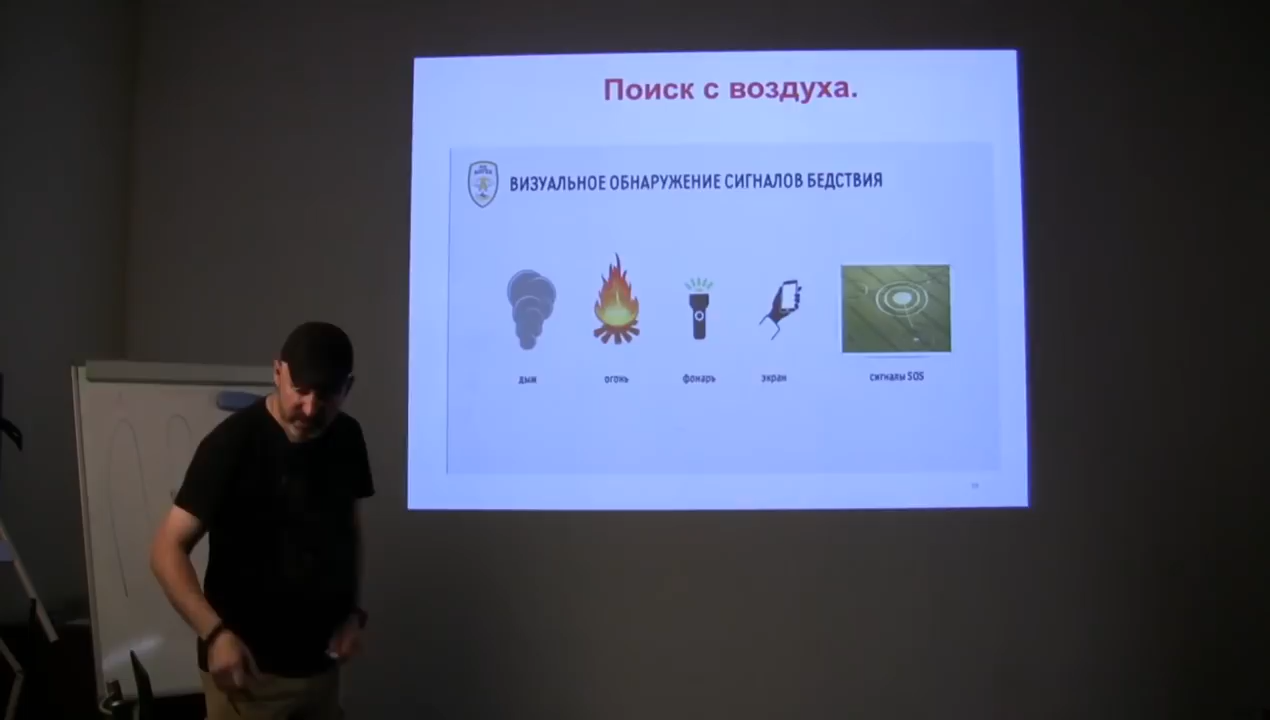 Поиск с воздуха.
ВИЗУАЛЬНОЕ ОБНАРУЖЕНИЕ СИГНАЛОВ БЕДСТВИЯ
дым
огонь
фонарь
экран
сигналы SOS